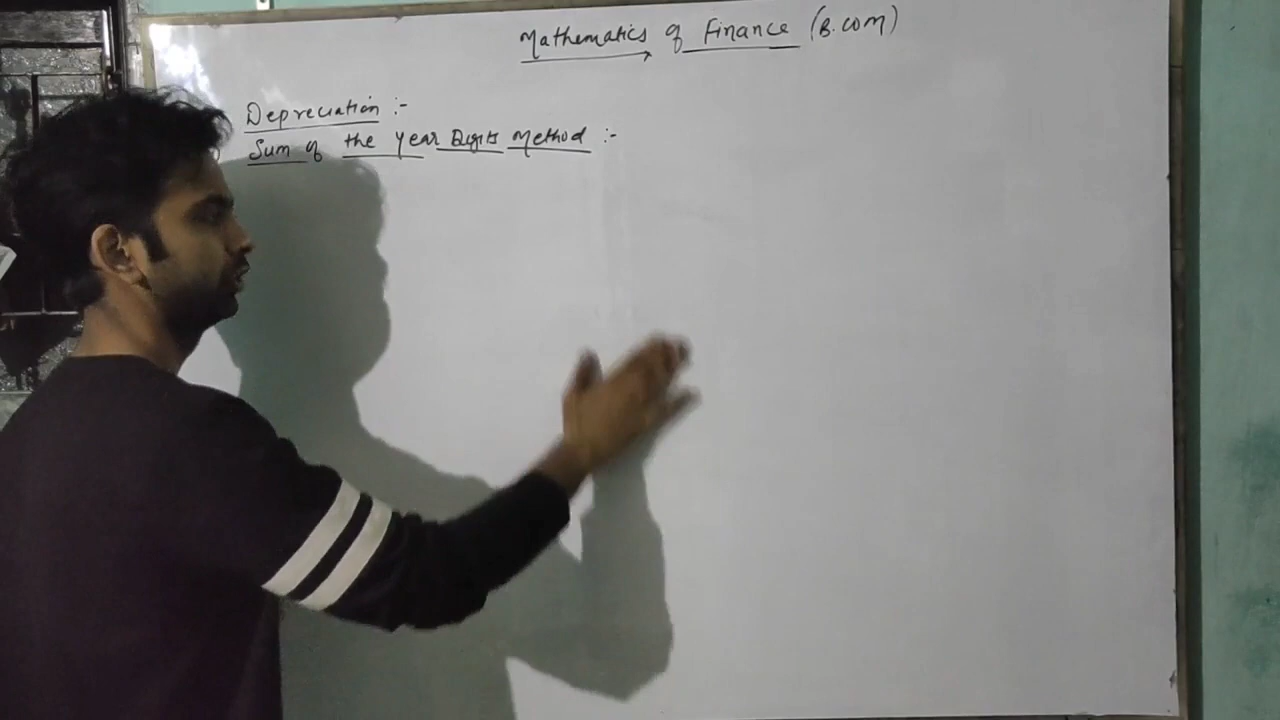 Mathematics of Finance (B.com)
Depreciation :-
Sum of the year Digits Method :-